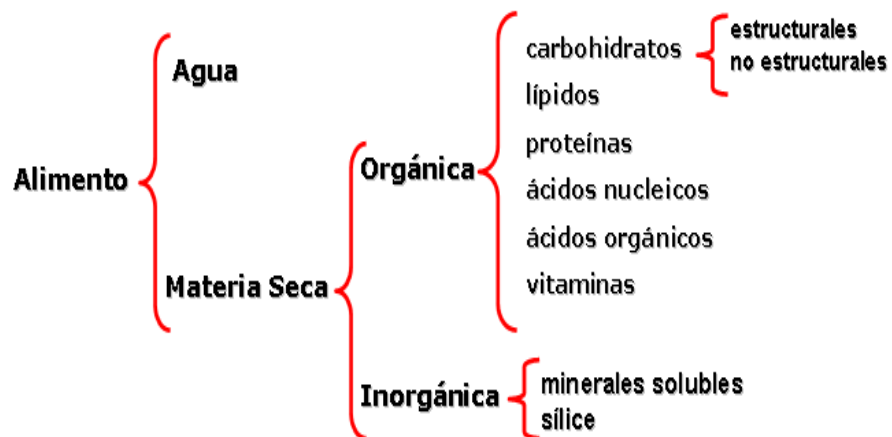 Alimento
Agua
Materia Seca
Orgánica
carbohidratos
estructurales
no estructurales
lípidos
proteínas
ácidos nucleicos
ácidos orgánicos
vitaminas
Inorgánica
minerales solubles
sílice